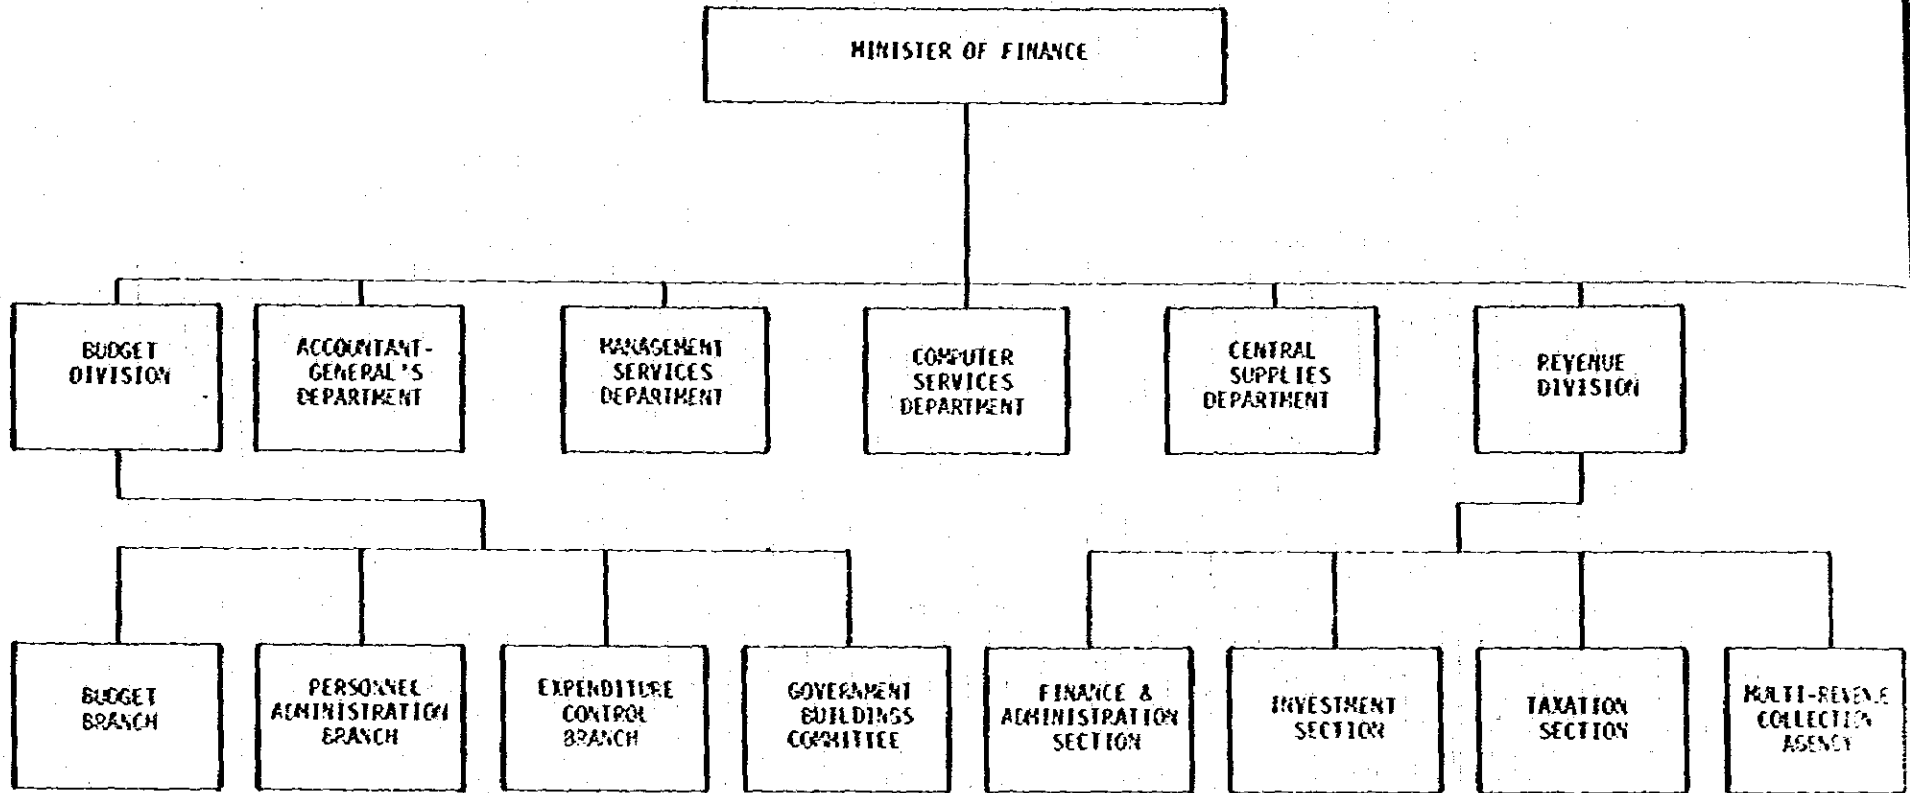 MINISTER OF FINANCE
BUDGET
DIVISION
ACCOUNTANT-
GENERAL'S
DEPARTMENT
MANAGEMENT
SERVICES
DEPARTMENT
COMPUTER
SERVICES
DEPARTMENT
CENTRAL
SUPPLIES
DEPARTMENT
REVENUE
DIVISION
BUDGET
BRANCH
PERSONNEL
ADMINISTRATION
BRANCH
EXPENDITURE
CONTROL
BRANCH
GOVERNMENT
BUILDINGS
COMMITTEE
FINANCE &
ADMINISTRATION
SECTION
INVESTMENT
SECTION
TAXATION
SECTION
MULTI-REVENUE
COLLECTION
AGENCY